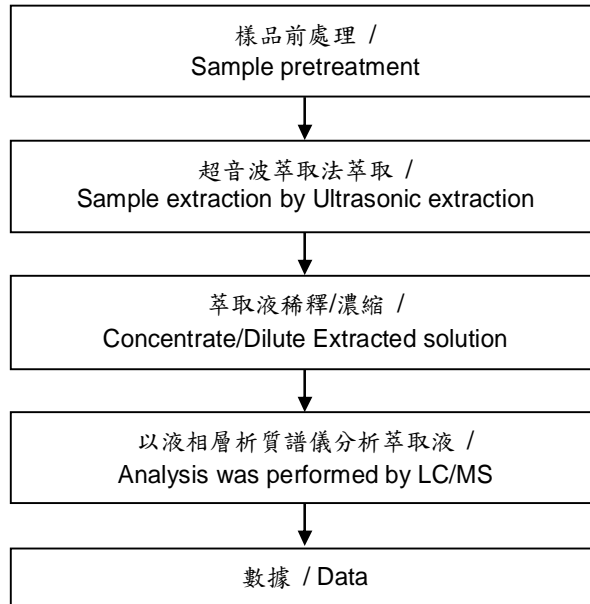 樣品前處理 /
Sample pretreatment
超音波萃取法萃取 /
Sample extraction by Ultrasonic extraction
萃取液稀釋/濃縮 /
Concentrate/Dilute Extracted solution
以液相層析質譜儀分析萃取液 /
Analysis was performed by LC/MS
數據 / Data